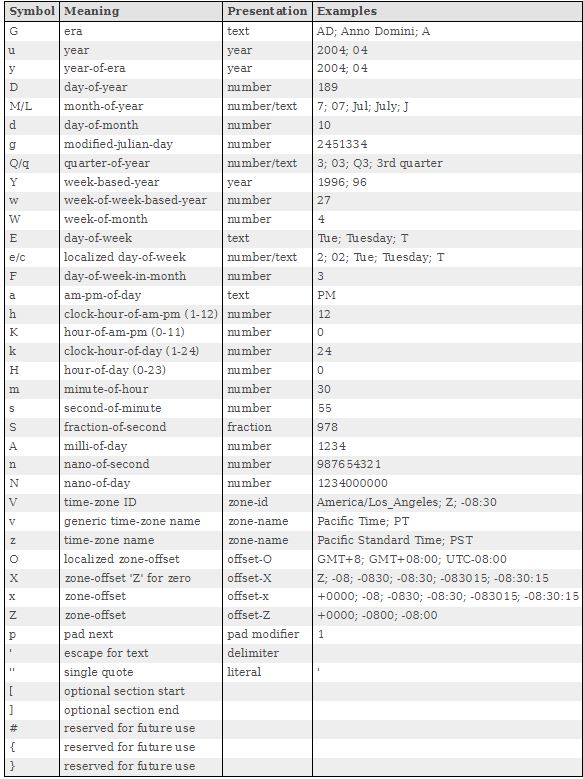 Symbol Meaning Presentation Examples
G era text AD; Anno Domini; A
u year year 2004; 04
y year-of-era year 2004; 04
D day-of-year number 189
M/L month-of-year number/text 7; 07; Jul; July; J
d day-of-month number 10
g modified-julian-day number 2451334
Q/q quarter-of-year number/text 3; 03; Q3; 3rd quarter
Y week-based-year year 1996; 96
w week-of-week-based-year number 27
W week-of-month number 4
E day-of-week text Tue; Tuesday; T
e/c localized day-of-week number/text 2; 02; Tue; Tuesday; T
F day-of-week-in-month number 3
a am-pm-of-day text PM
h clock-hour-of-am-pm (1-12) number 12
K hour-of-am-pm (0-11) number 0
k clock-hour-of-day (1-24) number 24
H hour-of-day (0-23) number 0
m minute-of-hour number 30
s second-of-minute number 55
S fraction-of-second fraction 978
A milli-of-day number 1234
n nano-of-second number 987654321
N nano-of-day number 1234000000
V time-zone ID zone-id America/Los_Angeles; Z; -08:30
v generic time-zone name zone-name Pacific Time; PT
z time-zone name zone-name Pacific Standard Time; PST
O localized zone-offset offset-O GMT+8; GMT+08:00; UTC-08:00
X zone-offset 'Z' for zero offset-X Z; -08; -0830; -08:30; -083015; -08:30:15
x zone-offset offset-x +0000; -08; -0830; -08:30; -083015; -08:30:15
Z zone-offset offset-Z +0000; -0800; -08:00
p pad next pad modifier 1
' escape for text delimiter
'' single quote literal '
[ optional section start
] optional section end
# reserved for future use
{ reserved for future use
} reserved for future use